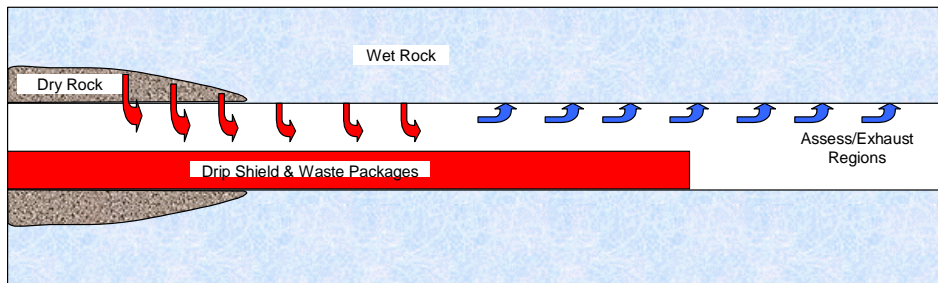 Wet Rock
Dry Rock
Drip Shield & Waste Packages
Assess/Exhaust
Regions